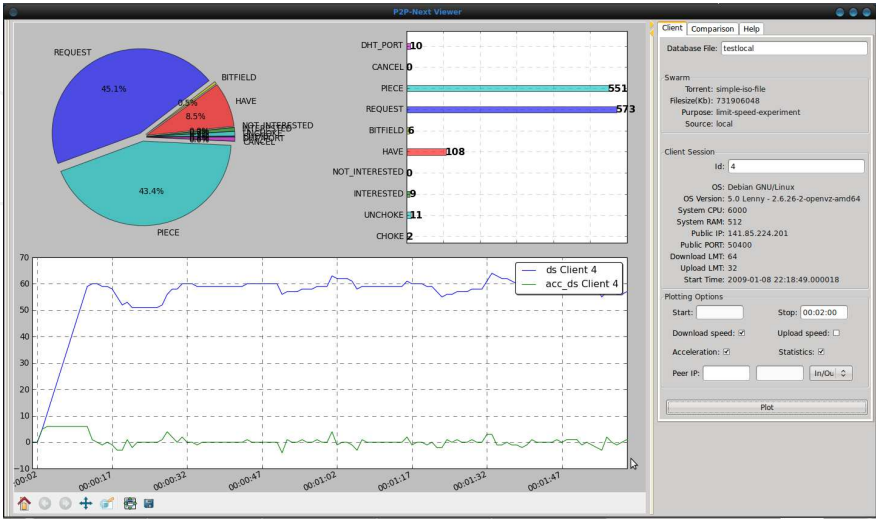 P2P-Next Viewer
REQUEST
45.1%
BITFIELD
0.5%
HAVE
8.5%
NOT_INTERESTED
CANCEL
43.4%
PIECE
DHT_PORT 10
CANCEL 0
PIECE 551
REQUEST 573
BITFIELD 6
HAVE 108
NOT_INTERESTED 0
INTERESTED 9
UNCHOKE 11
CHOKE 2
70
60
50
40
30
20
10
0
−10
ds Client 4
acc_ds Client 4
:00:02
00:00:17
00:00:32
00:00:47
00:01:02
00:01:17
00:01:32
00:01:47
Client Comparison Help
Database File: testlocal
Swarm
Torrent: simple-iso-file
Filesize(Kb): 731906048
Purpose: limit-speed-experiment
Source: local
Client Session
Id: 4
OS: Debian GNU/Linux
OS Version: 5.0 Lenny - 2.6.26-2-openvz-amd64
System CPU: 6000
System RAM: 512
Public IP: 141.85.224.201
Public PORT: 50400
Download LMT: 64
Upload LMT: 32
Start Time: 2009-01-08 22:18:49.000018
Plotting Options
Start: Stop: 00:02:00
Download speed: Upload speed:
Acceleration: Statistics:
Peer IP: In/Ou
Plot